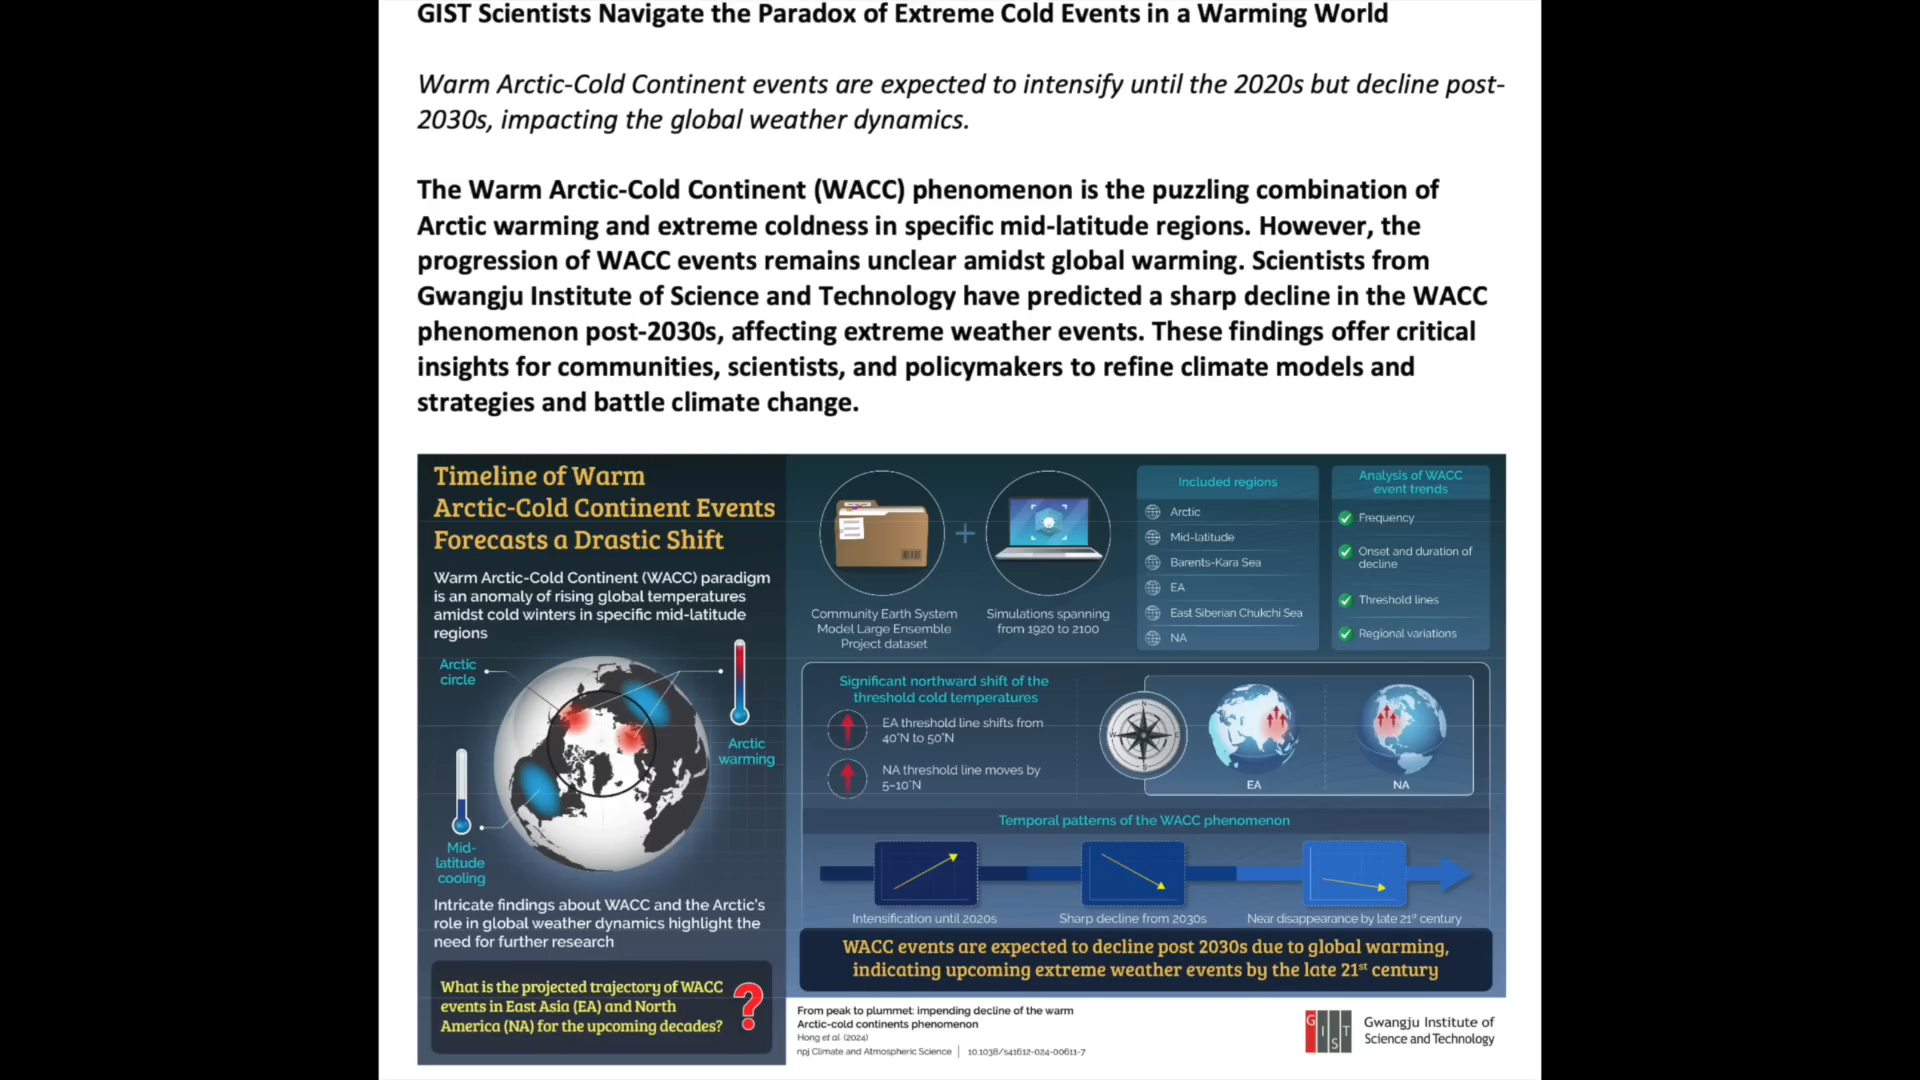 GIST Scientists Navigate the Paradox of Extreme Cold Events in a Warming World
Warm Arctic-Cold Continent events are expected to intensify until the 2020s but decline post-
2030s, impacting the global weather dynamics.
The Warm Arctic-Cold Continent (WACC) phenomenon is the puzzling combination of
Arctic warming and extreme coldness in specific mid-latitude regions. However, the
progression of WACC events remains unclear amidst global warming. Scientists from
Gwangju Institute of Science and Technology have predicted a sharp decline in the WACC
phenomenon post-2030s, affecting extreme weather events. These findings offer critical
insights for communities, scientists, and policymakers to refine climate models and
strategies and battle climate change.
Timeline of Warm
Arctic-Cold Continent Events
Forecasts a Drastic Shift
Warm Arctic-Cold Continent (WACC) paradigm
is an anomaly of rising global temperatures
amidst cold winters in specific mid-latitude
regions
Arctic
circle
Arctic
warming
Mid-
latitude
cooling
Intricate findings about WACC and the Arctic's
role in global weather dynamics highlight the
need for further research
What is the projected trajectory of WACC
events in East Asia (EA) and North
America (NA) for the upcoming decades?
?
+
Community Earth System
Model Large Ensemble
Project dataset
Simulations spanning
from 1920 to 2100
Included regions
Arctic
Mid-latitude
Barents-Kara Sea
EA
East Siberian Chukchi Sea
NA
Analysis of WACC
event trends
Frequency
Onset and duration of
decline
Threshold lines
Regional variations
Significant northward shift of the
threshold cold temperatures
EA threshold line shifts from
40°N to 50°N
NA threshold line moves by
5–10°N
N
W
E
S
EA
NA
Temporal patterns of the WACC phenomenon
Intensification until 2020s
Sharp decline from 2030s
Near disappearance by late 21st century
WACC events are expected to decline post 2030s due to global warming,
indicating upcoming extreme weather events by the late 21st century
From peak to plummet: impending decline of the warm
Arctic-cold continents phenomenon
Hong et al. (2024)
npj Climate and Atmospheric Science | 10.1038/s41612-024-00611-7
GIST
Gwangju Institute of
Science and Technology